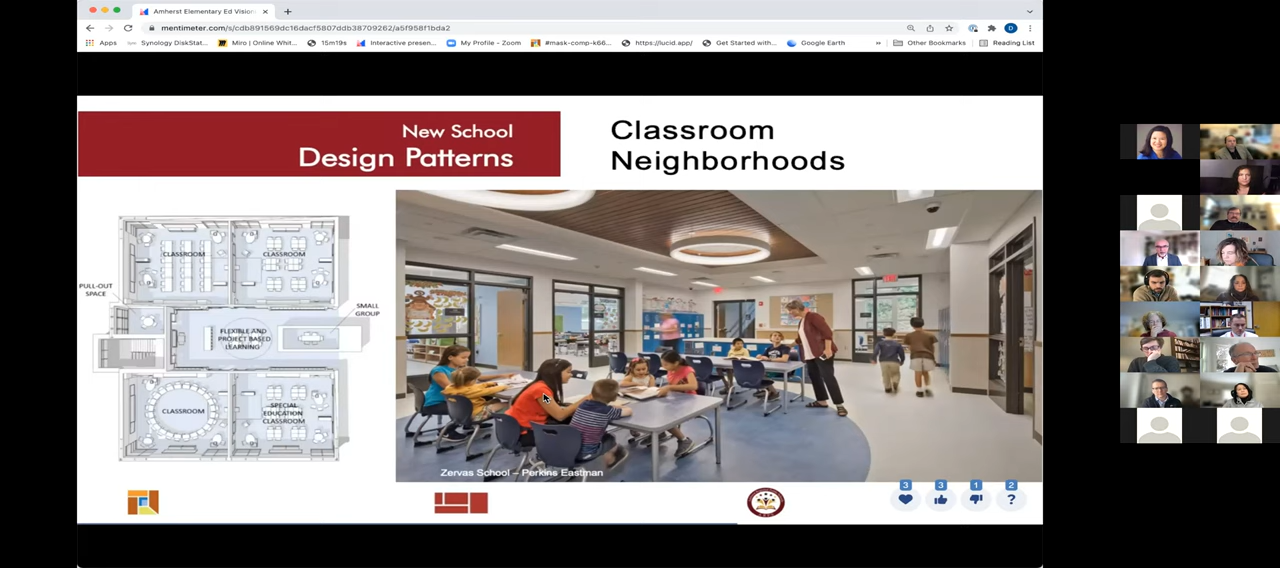 Amherst Elementary Ed Vision
mentimeter.com/s/cdb891569dc16dacf5807ddb38709262/a5f958f1bda2
Apps
Synology DiskStat...
Miro | Online Whit...
15m19s
Interactive presen...
My Profile - Zoom
#mask-comp-k66...
https://lucid.app/
Get Started with...
Google Earth
»
Other Bookmarks
Reading List
New School
Design Patterns
Classroom
Neighborhoods
CLASSROOM
CLASSROOM
PULL-OUT
SPACE
SMALL
GROUP
FLEXIBLE AND
PROJECT BASED
LEARNING
CLASSROOM
SPECIAL
EDUCATION
CLASSROOM
Zervas School – Perkins Eastman
3
3
1
2
?